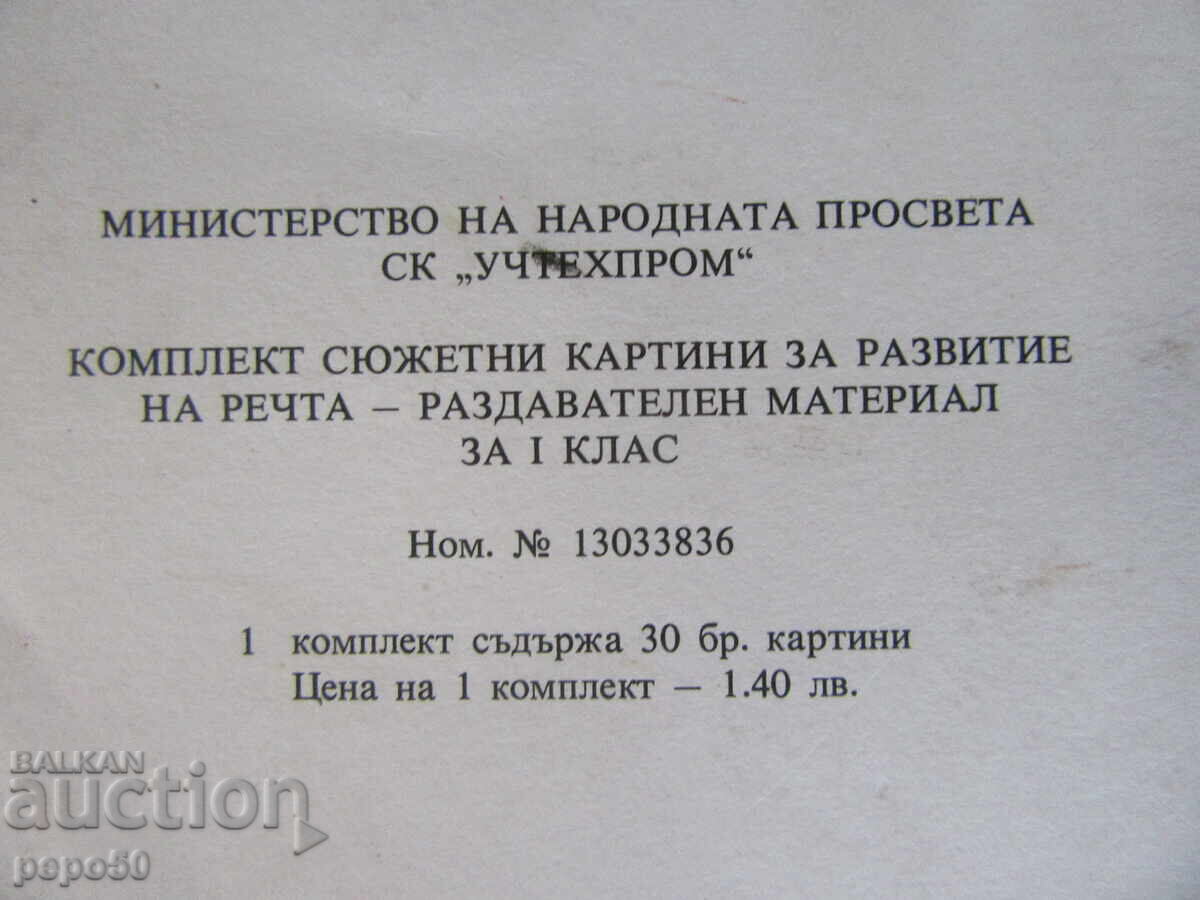 МИНИСТЕРСТВО НА НАРОДНАТА ПРОСВЕТА
СК „УЧТЕХПРОМ“
КОМПЛЕКТ СЮЖЕТНИ КАРТИНИ ЗА РАЗВИТИЕ
НА РЕЧТА – РАЗДАВАТЕЛЕН МАТЕРИАЛ
ЗА I КЛАС
Ном. № 13033836
1 комплект съдържа 30 бр. картини
Цена на 1 комплект – 1.40 лв.
BALKAN
auction
pepo50